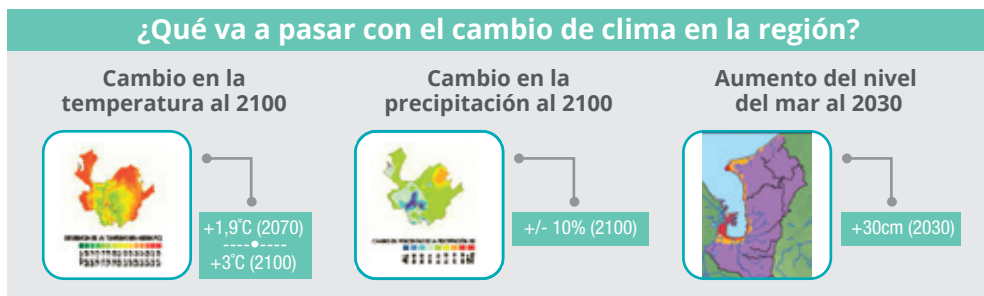 ¿Qué va a pasar con el cambio de clima en la región?
Cambio en la
temperatura al 2100
+1,9°C (2070)
+3°C (2100)
Cambio en la
precipitación al 2100
+/- 10% (2100)
Aumento del nivel
del mar al 2030
+30cm (2030)